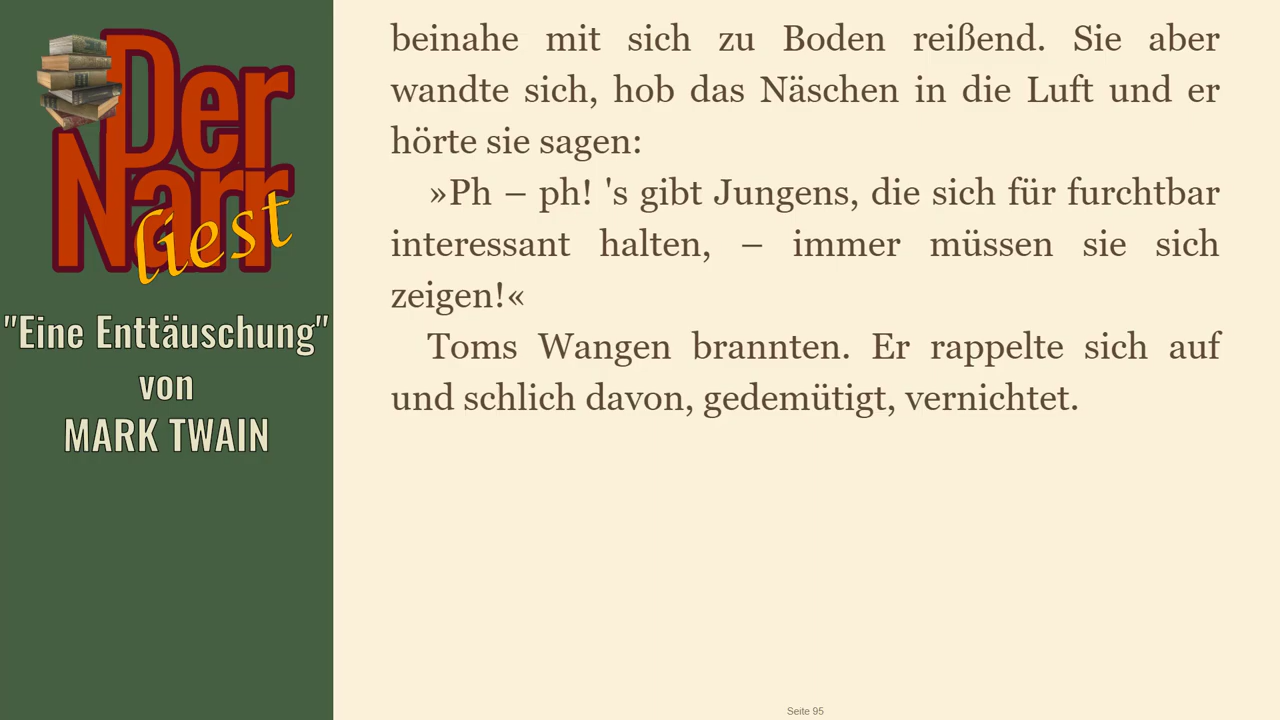 Der
Narr
liest
"Eine Enttäuschung"
von
MARK TWAIN
beinahe mit sich zu Boden reißend. Sie aber
wandte sich, hob das Näschen in die Luft und er
hörte sie sagen:
»Ph – ph! 's gibt Jungens, die sich für furchtbar
interessant halten, – immer müssen sie sich
zeigen!«
Toms Wangen brannten. Er rappelte sich auf
und schlich davon, gedemütigt, vernichtet.
Seite 95